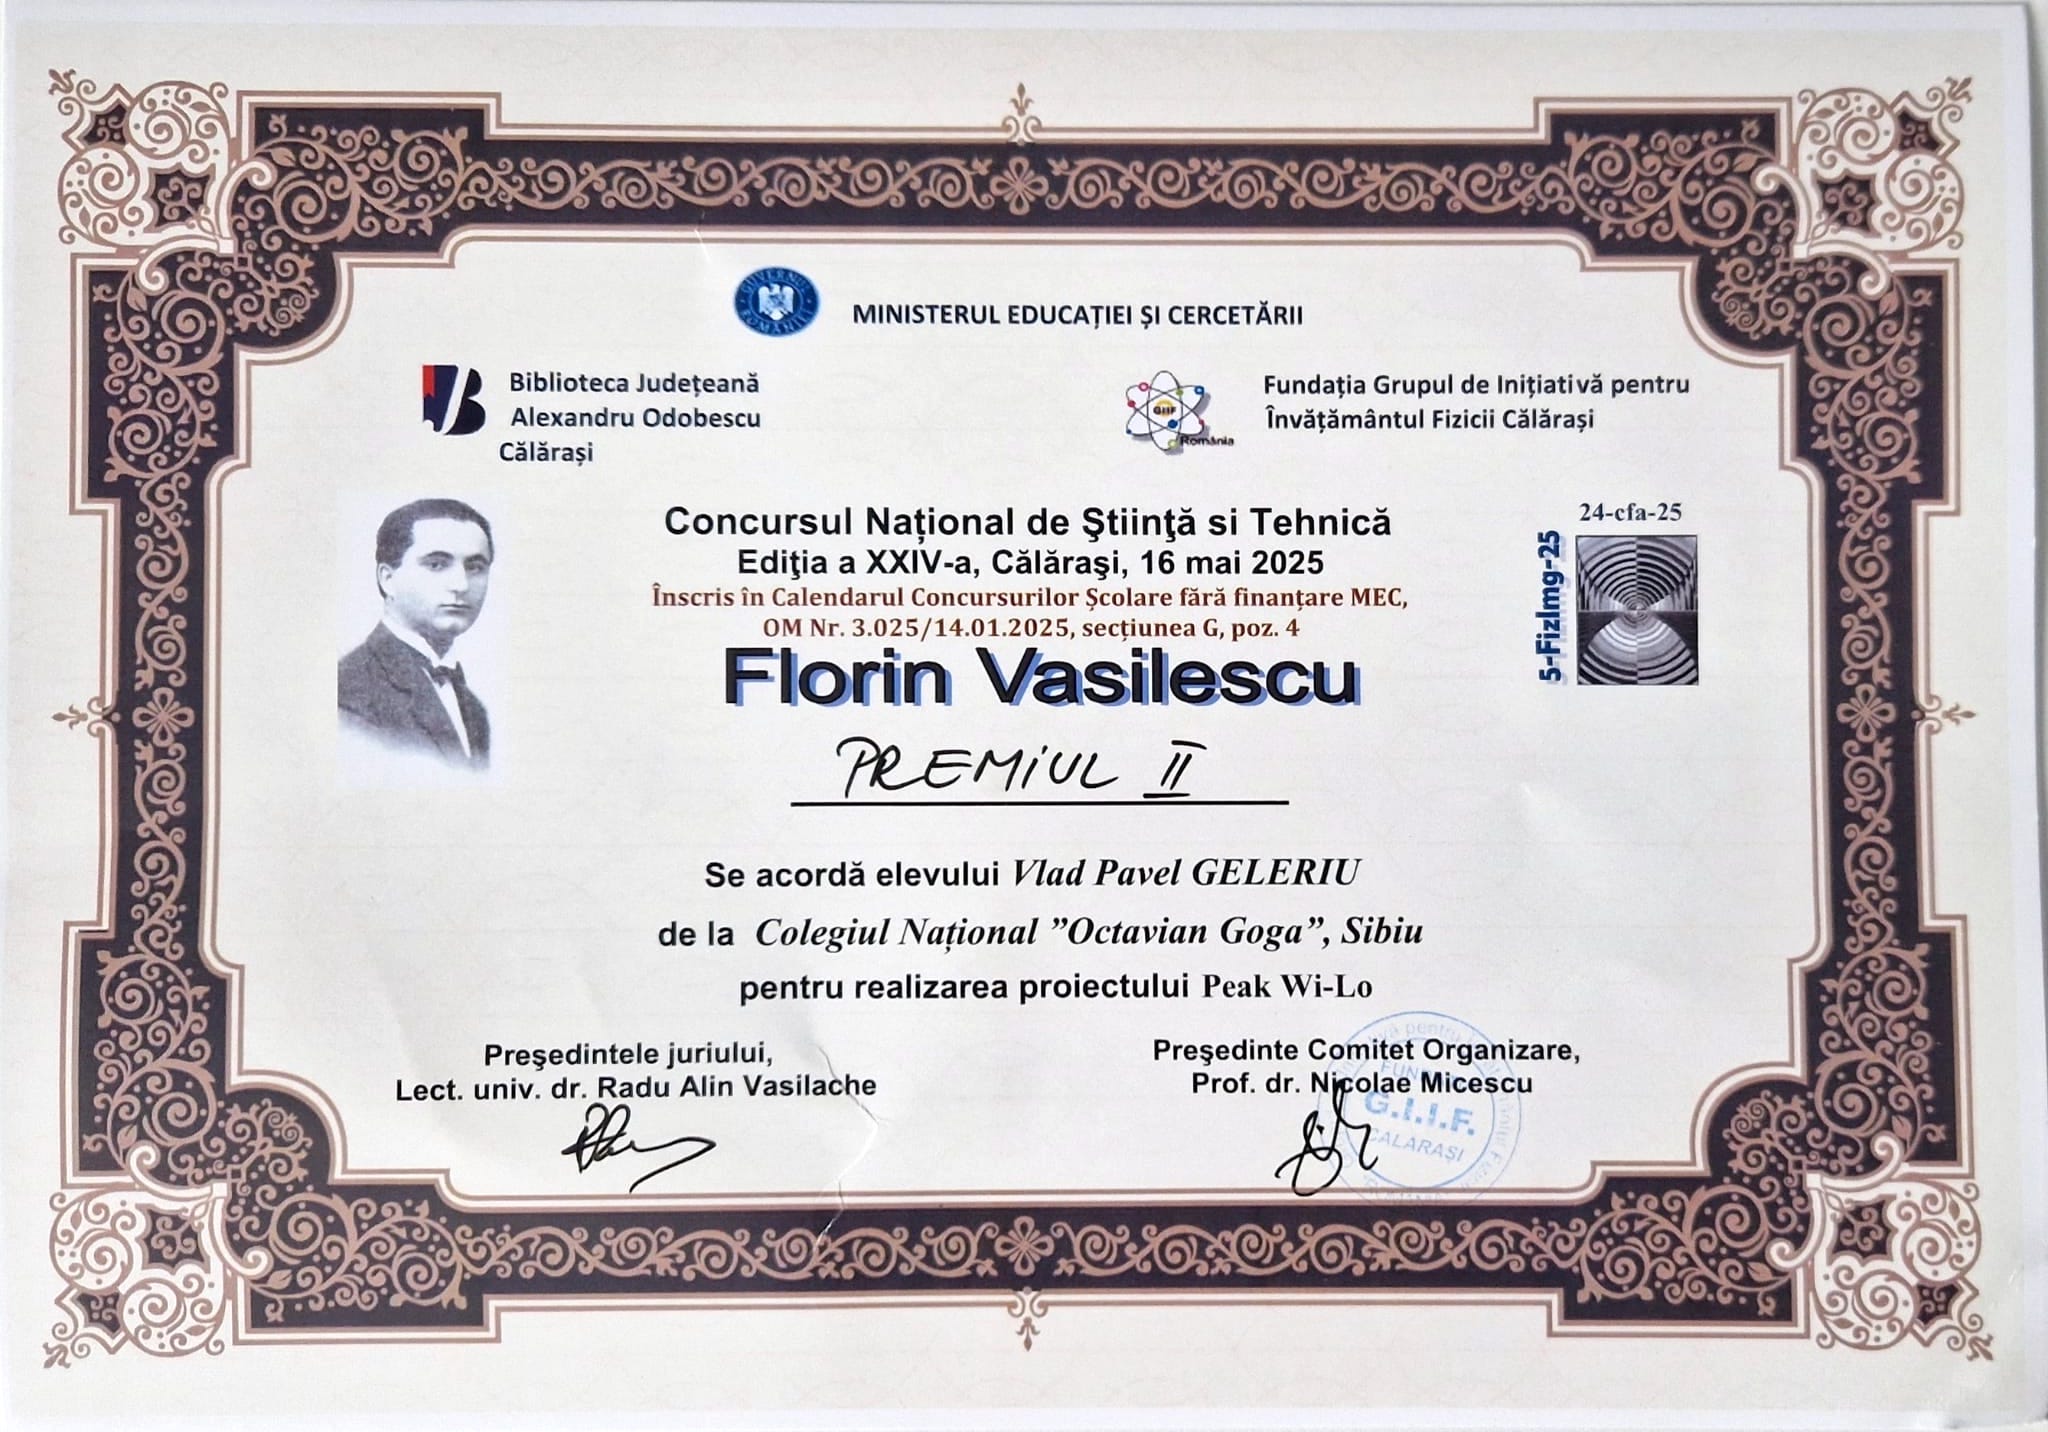 GUVERNUL ROMÂNIEI
MINISTERUL EDUCAȚIEI ȘI CERCETĂRII
Biblioteca Județeană
Alexandru Odobescu
Călărași
GIIF
România
Fundația Grupul de Inițiativă pentru
Învățământul Fizicii Călărași
Concursul Național de Ştiinţă si Tehnică
Ediţia a XXIV-a, Călăraşi, 16 mai 2025
Înscris în Calendarul Concursurilor Școlare fără finanțare MEC,
OM Nr. 3.025/14.01.2025, secțiunea G, poz. 4
Florin Vasilescu
24-cfa-25
5-FizImg-25
PREMIUL II
Se acordă elevului Vlad Pavel GELERIU
de la Colegiul Național ”Octavian Goga”, Sibiu
pentru realizarea proiectului Peak Wi-Lo
Preşedintele juriului,
Lect. univ. dr. Radu Alin Vasilache
Preşedinte Comitet Organizare,
Prof. dr. Nicolae Micescu
G.I.I.F.
CALARAȘI